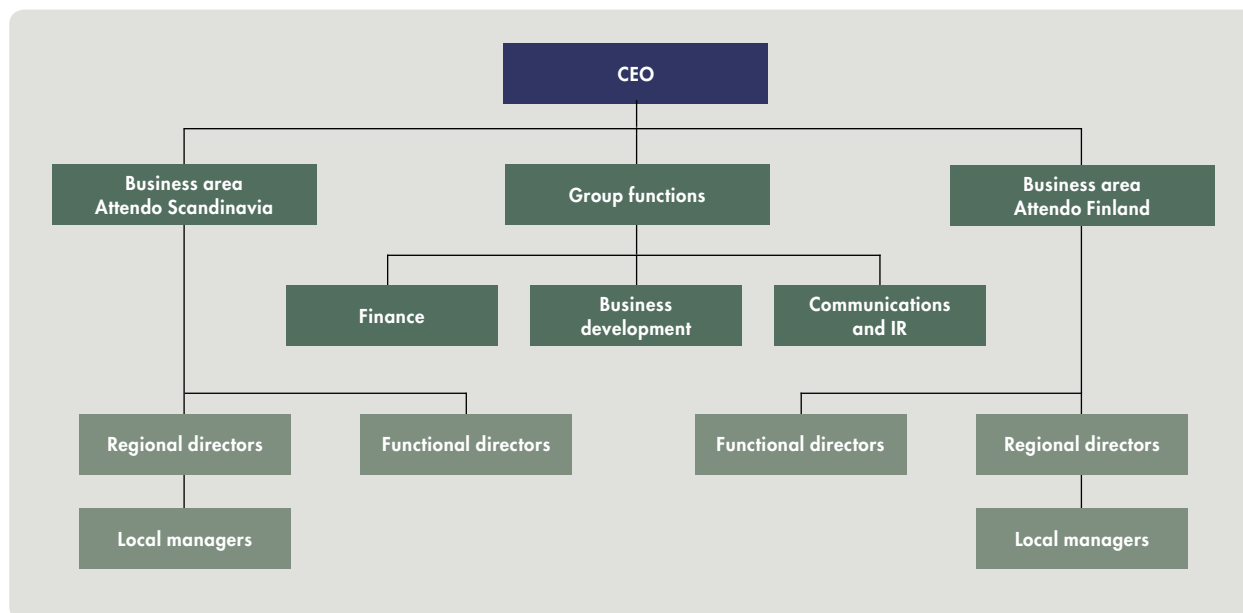 CEO
Business area
Attendo Scandinavia
Group functions
Business area
Attendo Finland
Finance
Business
development
Communications
and IR
Regional directors
Functional directors
Functional directors
Regional directors
Local managers
Local managers